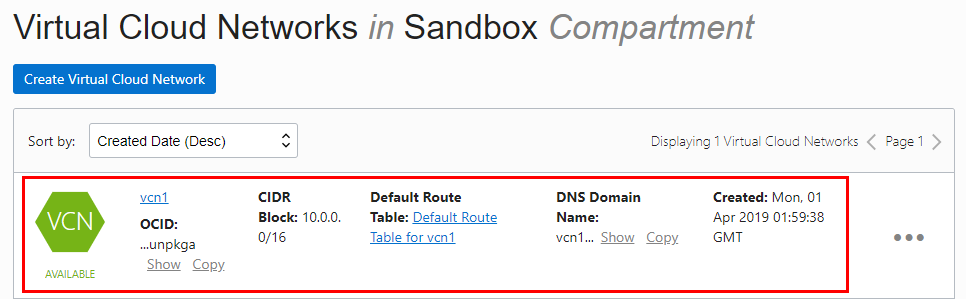 Virtual Cloud Networks in Sandbox Compartment
Create Virtual Cloud Network
Sort by: Created Date (Desc) Displaying 1 Virtual Cloud Networks Page 1
VCN
AVAILABLE
vcn1
OCID:
...unpkga
Show Copy
CIDR
Block: 10.0.0.
0/16
Default Route
Table: Default Route
Table for vcn1
DNS Domain
Name:
vcn1... Show Copy
Created: Mon, 01
Apr 2019 01:59:38
GMT